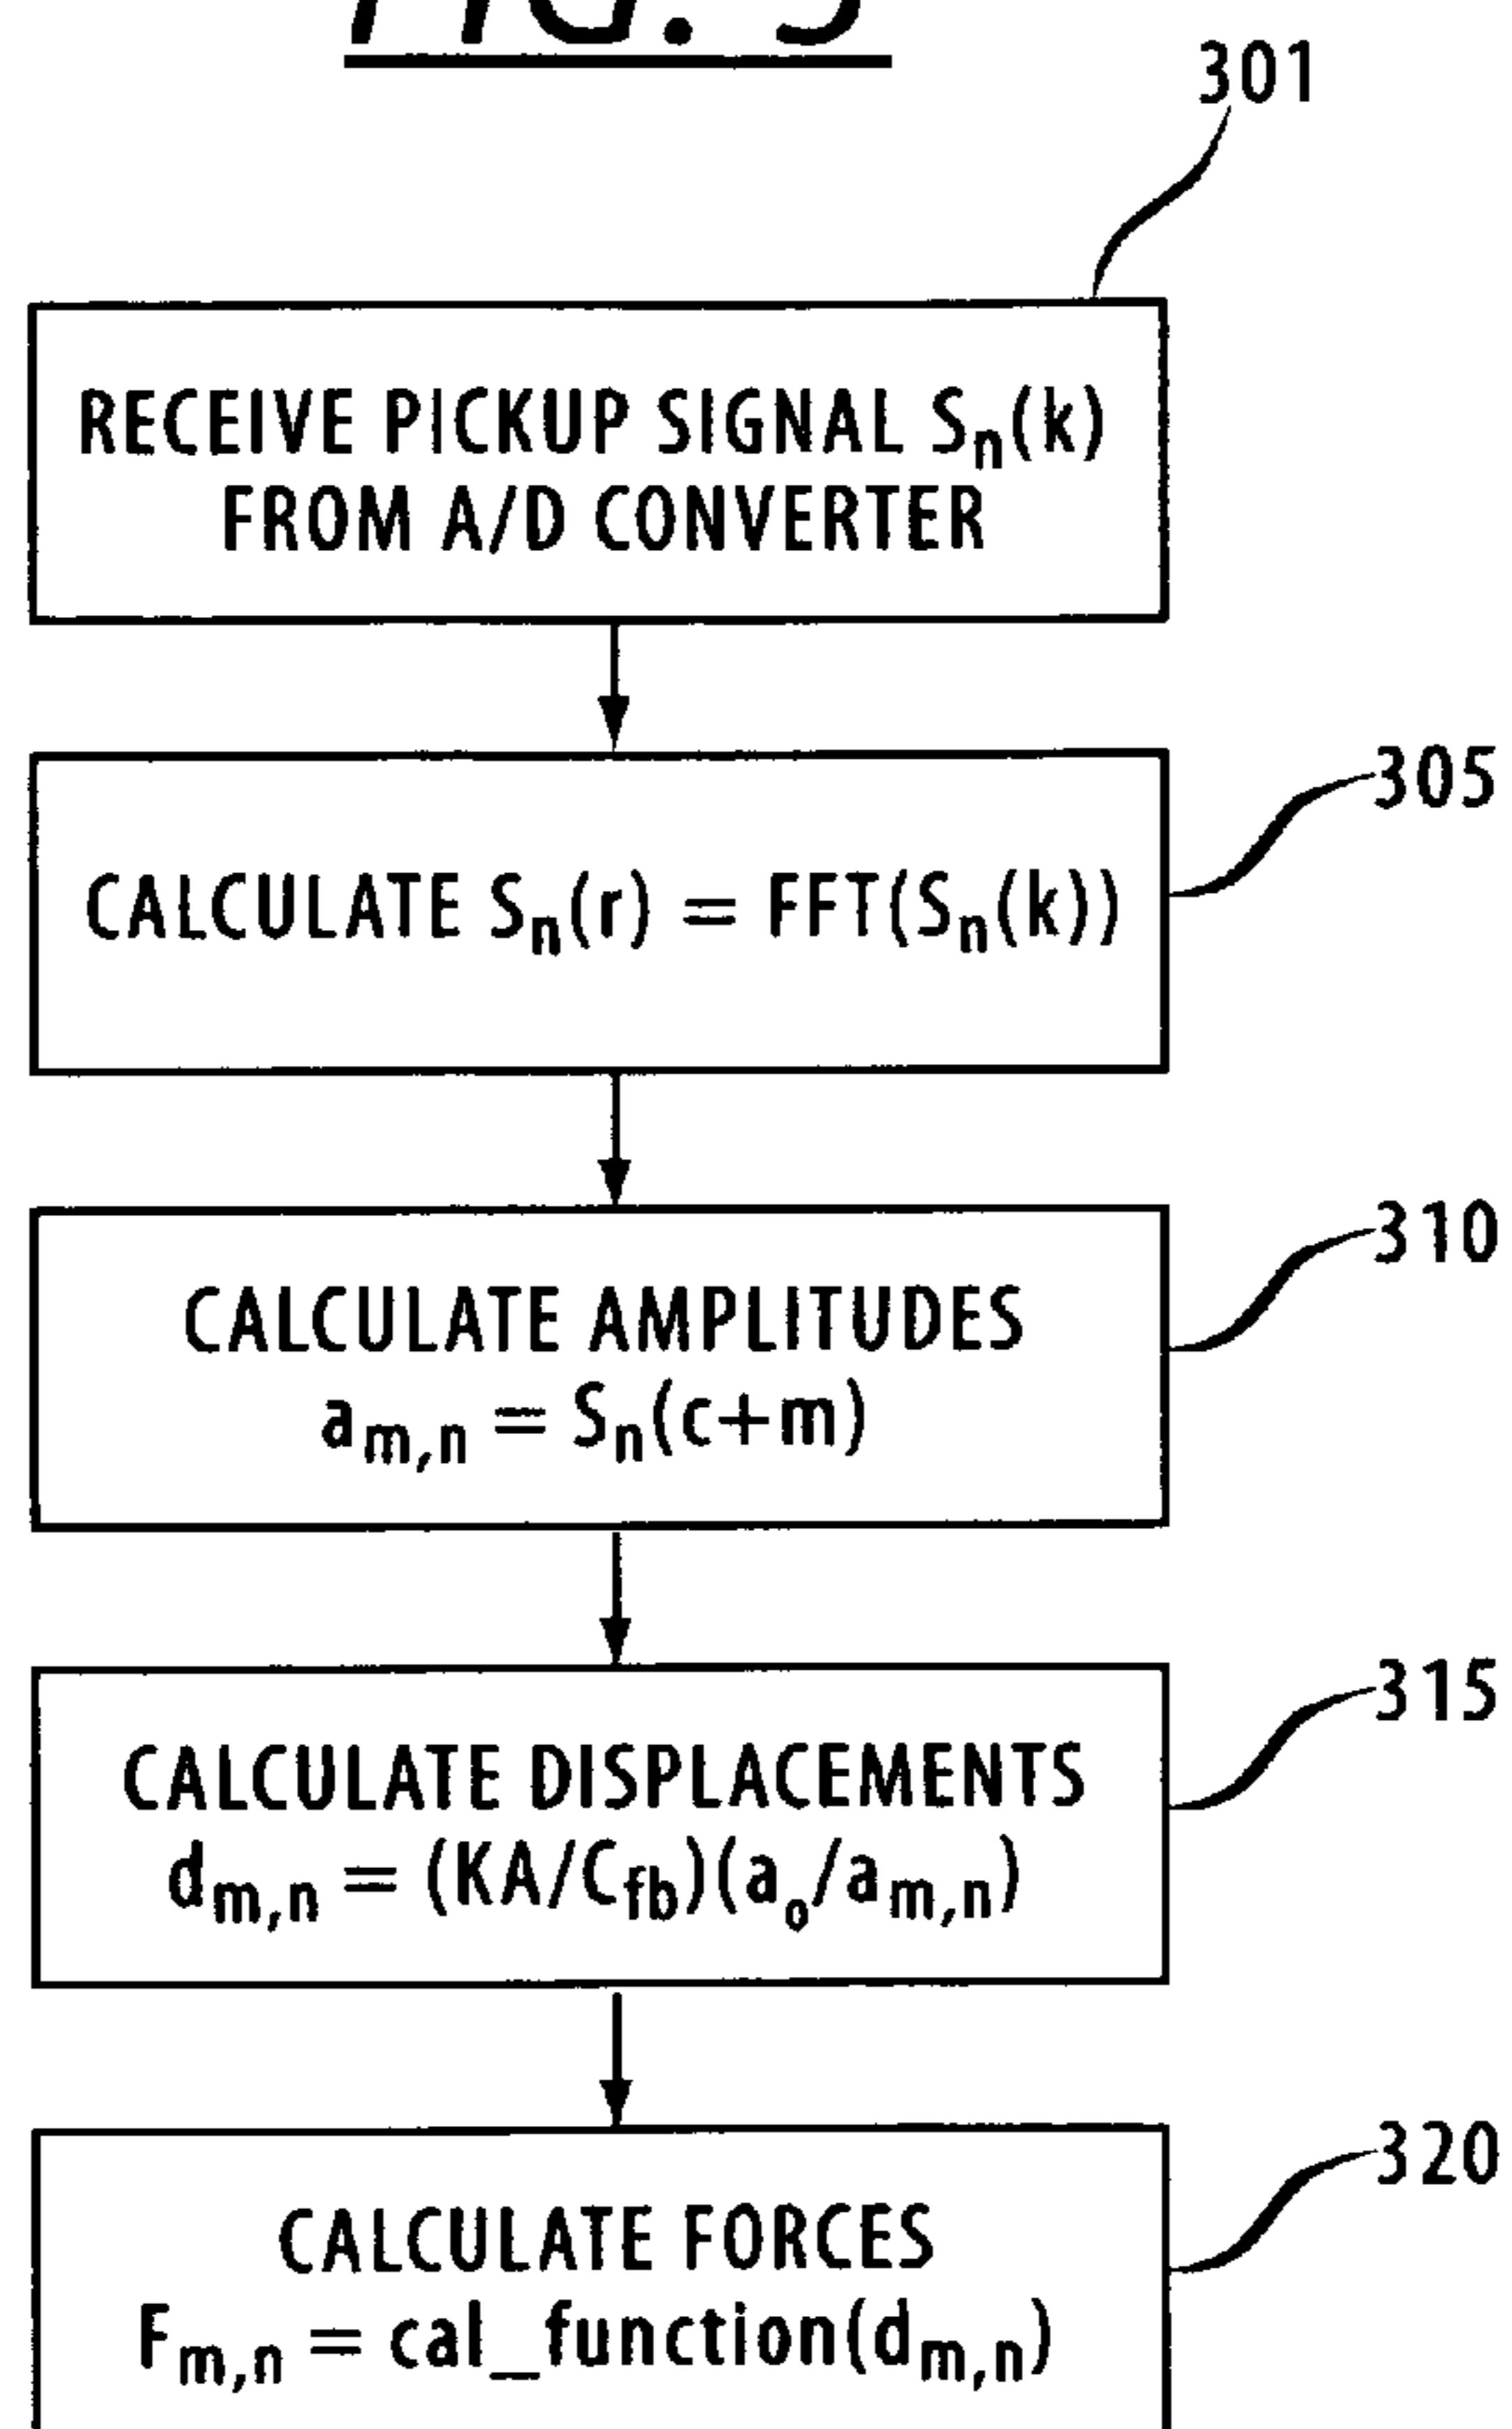 FIG.
301
RECEIVE PICKUP SIGNAL Sn(k)
FROM A/D CONVERTER
305
CALCULATE Sn(r) = FFT(Sn(k))
310
CALCULATE AMPLITUDES
am,n = Sn(c+m)
315
CALCULATE DISPLACEMENTS
dm,n = (KA/Cfb)(ao/am,n)
320
CALCULATE FORCES
Fm,n = cal_function(dm,n)